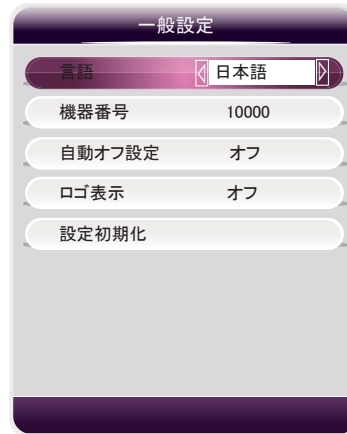 一般設定
言語 日本語
機器番号 10000
自動オフ設定 オフ
ロゴ表示 オフ
設定初期化